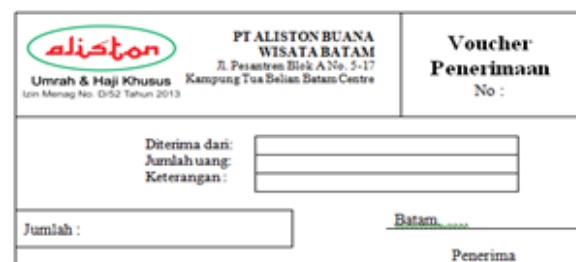 aliston
Umrah & Haji Khusus
Izin Menag No. D/52 Tahun 2013
PT ALISTON BUANA
WISATA BATAM
Jl. Pesantren Blok A No. 5-17
Kampung Tua Belian Batam Centre
Voucher
Penerimaan
No :
Diterima dari:
Jumlah uang:
Keterangan :
Jumlah :
Batam,.....
Penerima